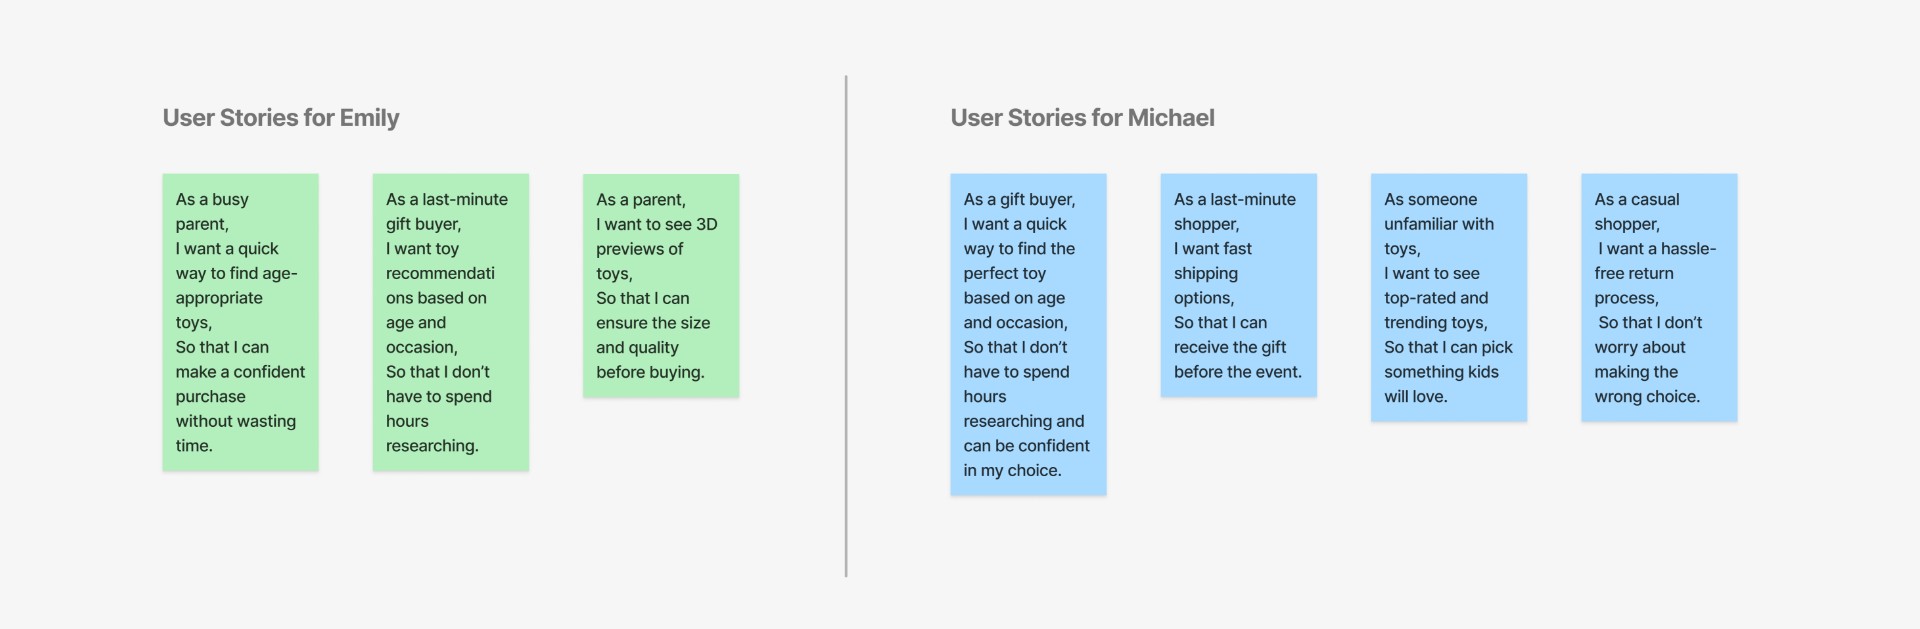 User Stories for Emily
As a busy
parent,
I want a quick
way to find age-
appropriate
toys,
So that I can
make a confident
purchase
without wasting
time.
As a last-minute
gift buyer,
I want toy
recommendati
ons based on
age and
occasion,
So that I don’t
have to spend
hours
researching.
As a parent,
I want to see 3D
previews of
toys,
So that I can
ensure the size
and quality
before buying.
User Stories for Michael
As a gift buyer,
I want a quick
way to find the
perfect toy
based on age
and occasion,
So that I don’t
have to spend
hours
researching and
can be confident
in my choice.
As a last-minute
shopper,
I want fast
shipping
options,
So that I can
receive the gift
before the event.
As someone
unfamiliar with
toys,
I want to see
top-rated and
trending toys,
So that I can pick
something kids
will love.
As a casual
shopper,
I want a hassle-
free return
process,
So that I don’t
worry about
making the
wrong choice.